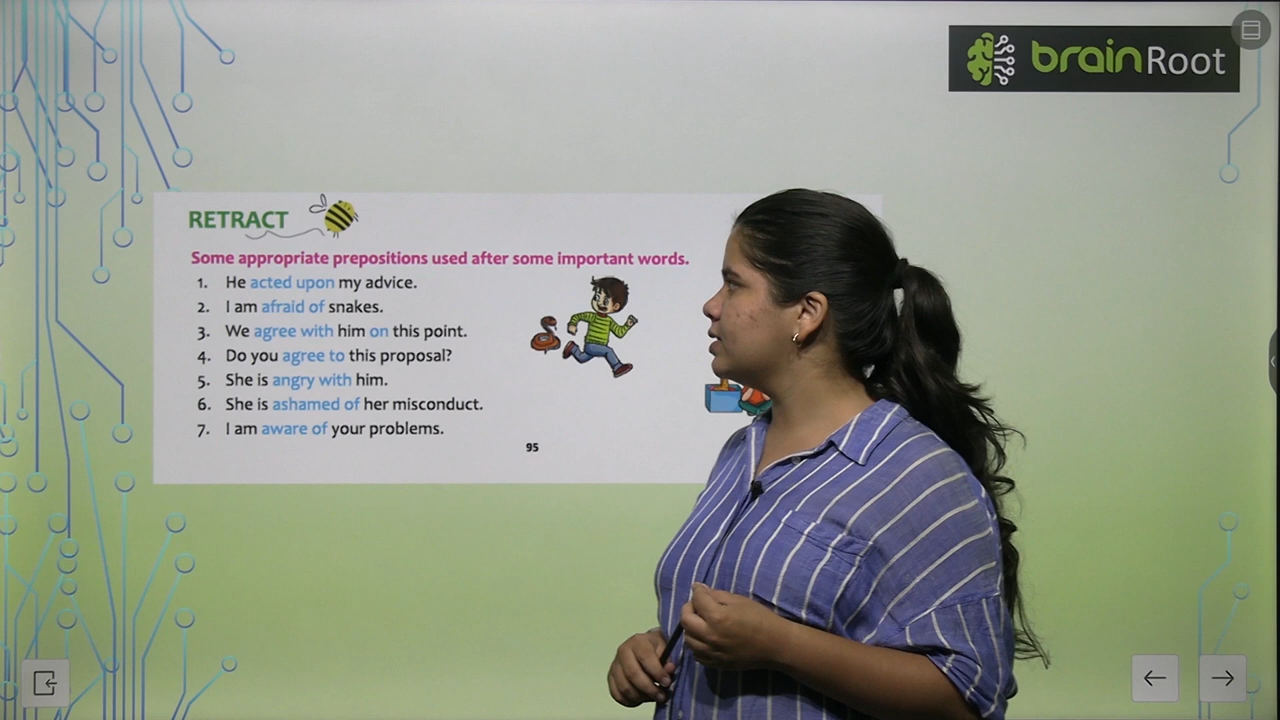 brainRoot
RETRACT
Some appropriate prepositions used after some important words.
1. He acted upon my advice.
2. I am afraid of snakes.
3. We agree with him on this point.
4. Do you agree to this proposal?
5. She is angry with him.
6. She is ashamed of her misconduct.
7. I am aware of your problems.
95